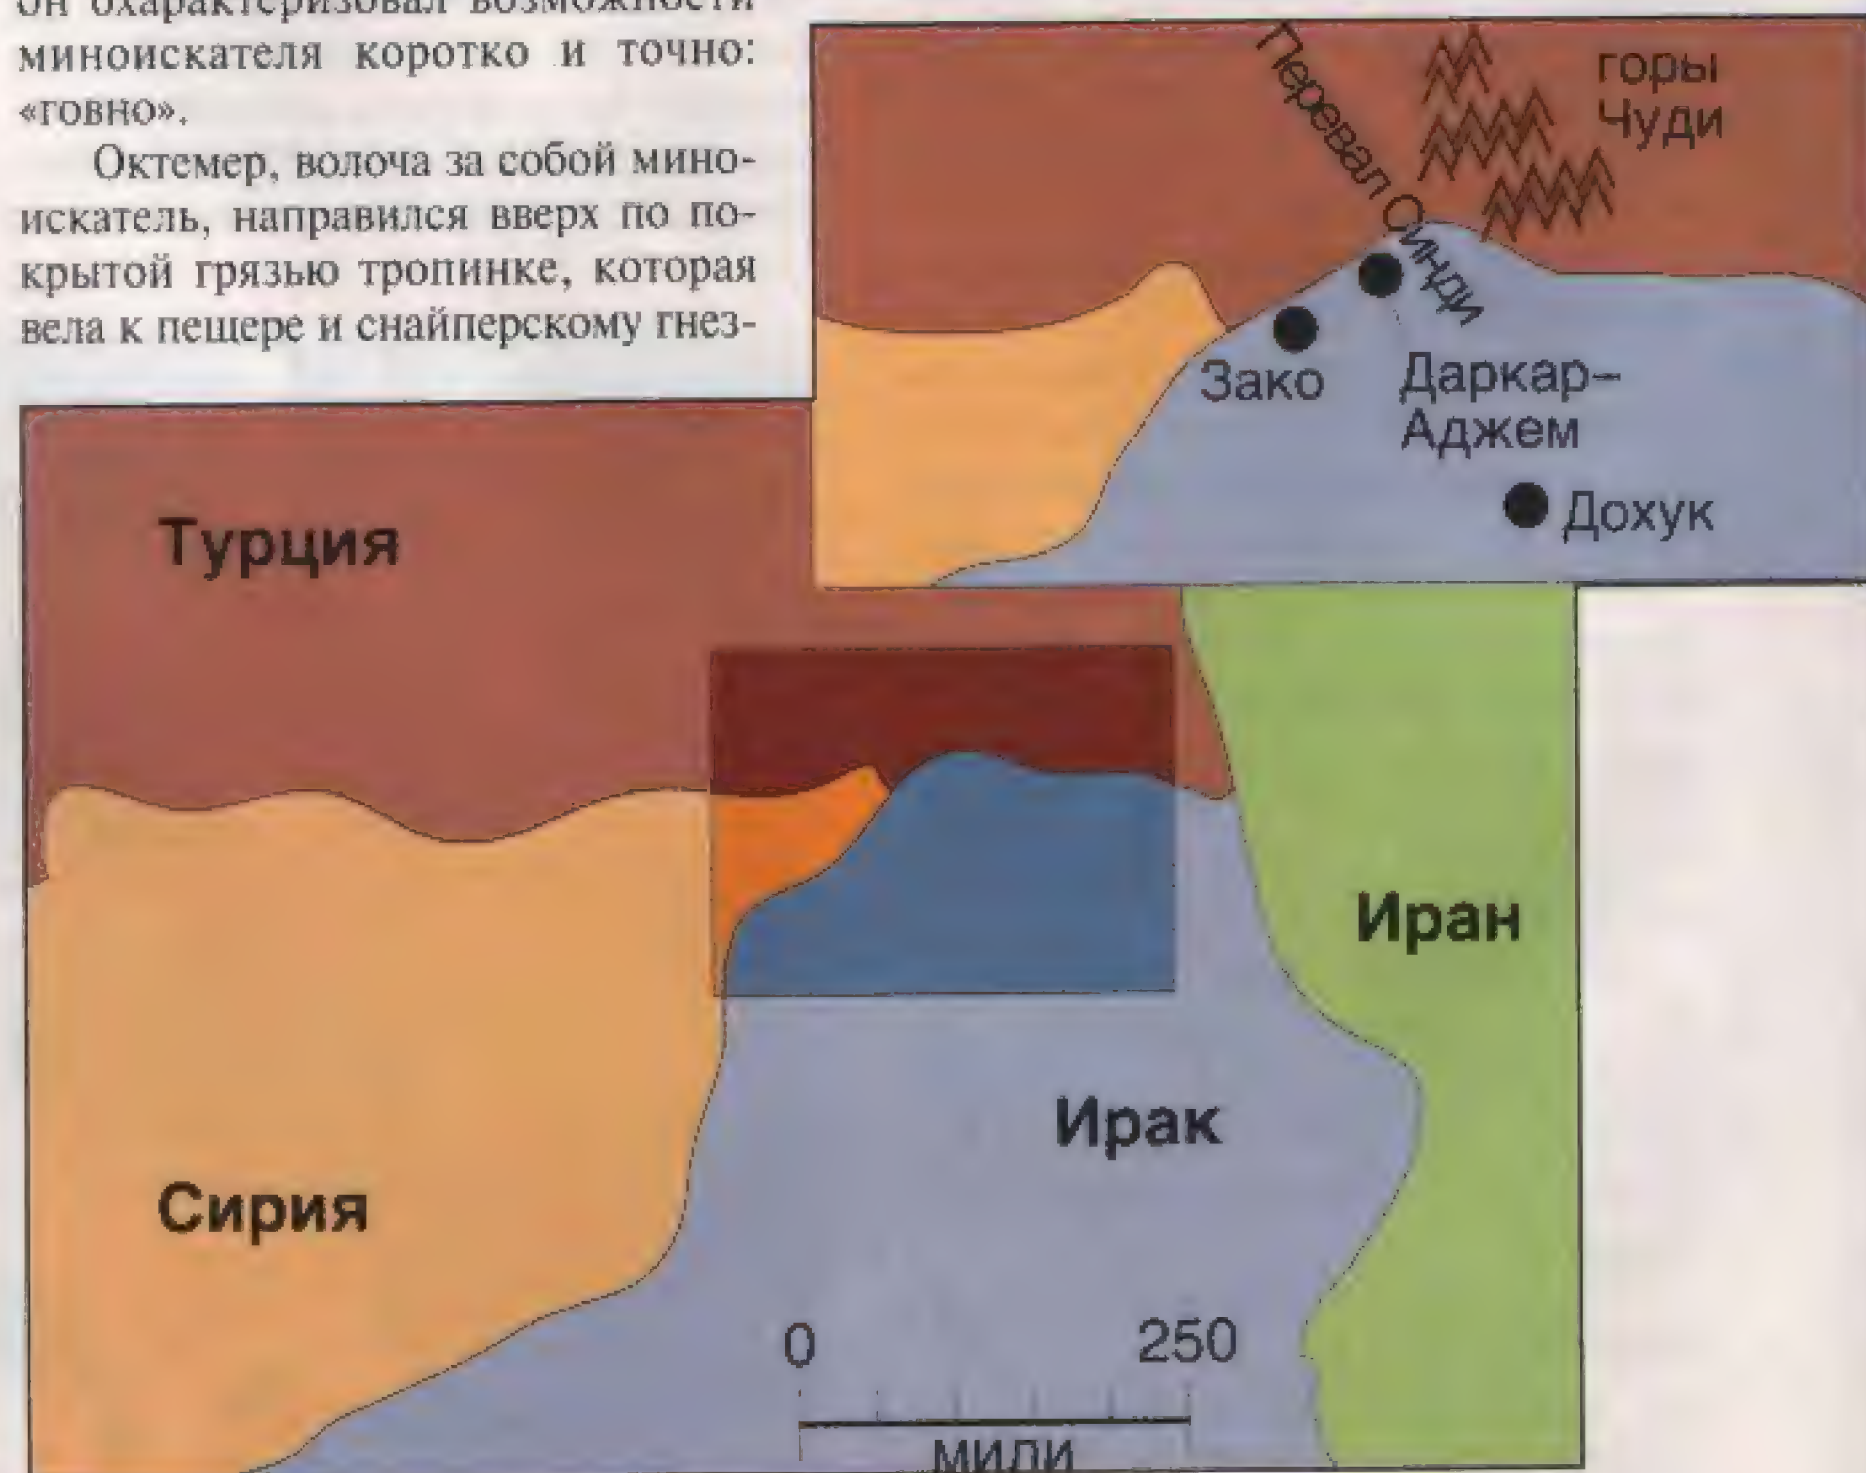 он охарактеризовал возможности
миноискателя коротко и точно:
«говно».
Октемер, волоча за собой мино-
искатель, направился вверх по по-
крытой грязью тропинке, которая
вела к пещере и снайперскому гнез-
Перевал Синди
горы
Чуди
Зако
Даркар-
Аджем
Дохук
Турция
Иран
Ирак
Сирия
0 250
мили